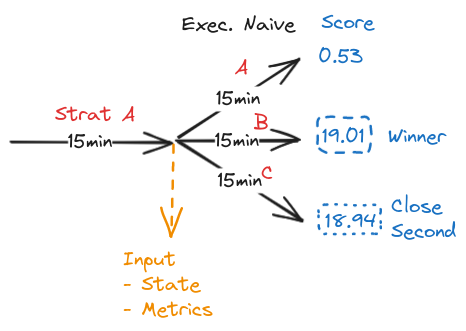 Exec. Naive Score
A
0.53
15min
Strat A
B
15min
15min
19.01 Winner
C
15min
18.94 Close
Second
Input
- State
- Metrics